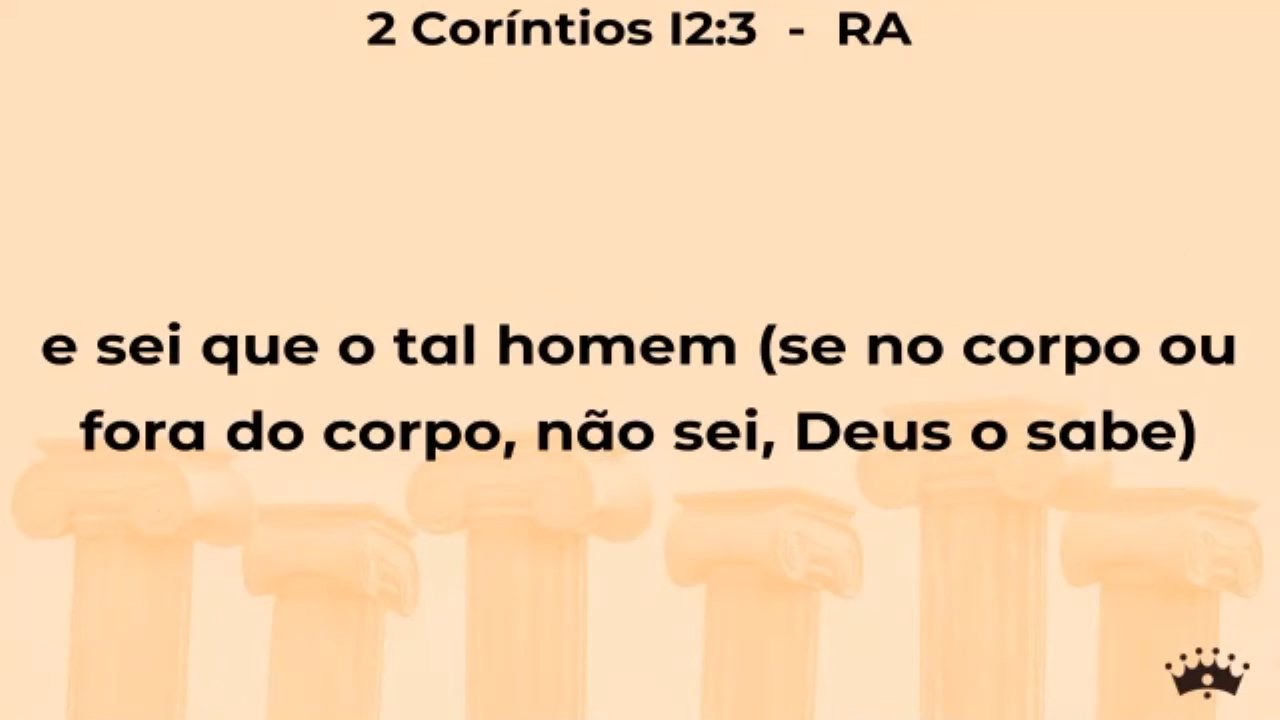 2 Coríntios I2:3 - RA
e sei que o tal homem (se no corpo ou
fora do corpo, não sei, Deus o sabe)